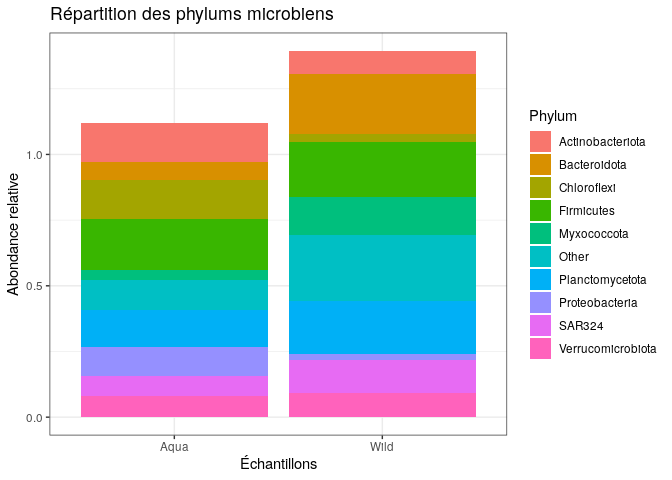 Répartition des phylums microbiens
Abondance relative
1.0
0.5
0.0
Aqua
Wild
Échantillons
Phylum
Actinobacteriota
Bacteroidota
Chloroflexi
Firmicutes
Myxococcota
Other
Planctomycetota
Proteobacteria
SAR324
Verrucomicrobiota